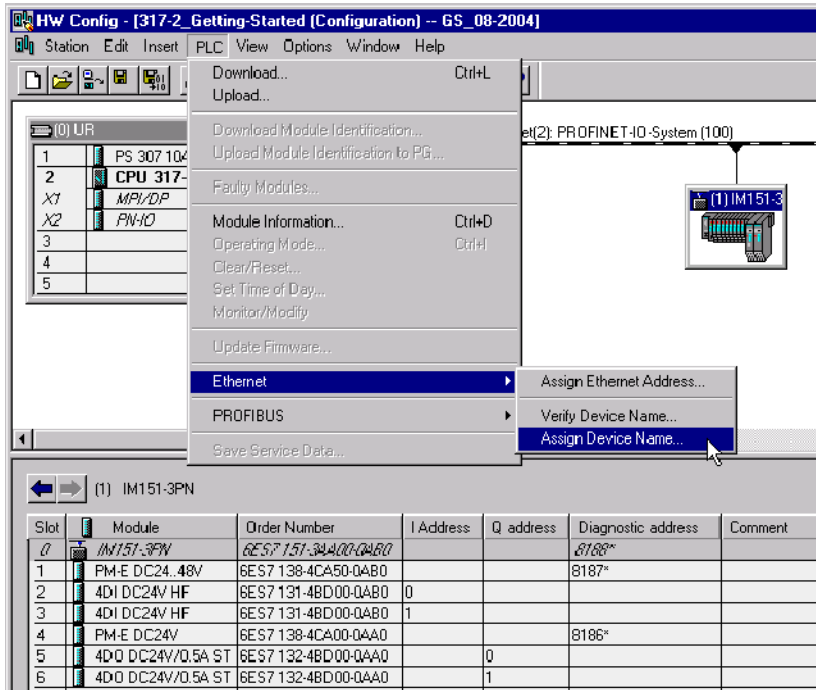 HW Config - [317-2_Getting-Started (Configuration) -- GS_08-2004]
Station Edit Insert PLC View Options Window Help
Download... Ctrl+L
Upload...
Download Module Identification...
Upload Module Identification to PG...
Faulty Modules...
Module Information... Ctrl+D
Operating Mode... Ctrl+I
Clear/Reset...
Set Time of Day...
Monitor/Modify
Update Firmware...
Ethernet
PROFIBUS
Save Service Data...
Assign Ethernet Address...
Verify Device Name...
Assign Device Name...
(0) UR
1 PS 307 10A
2 CPU 317-
X1 MPI/DP
X2 PN-IO
3
4
5
et(2): PROFINET-IO-System (100)
(1) IM151-3
(1) IM151-3PN
Slot Module Order Number I Address Q address Diagnostic address Comment
0 IM151-3PN 6ES7 151-3AA00-0AB0 8188*
1 PM-E DC24..48V 6ES7 138-4CA50-0AB0 8187*
2 4DI DC24V HF 6ES7 131-4BD00-0AB0 0
3 4DI DC24V HF 6ES7 131-4BD00-0AB0 1
4 PM-E DC24V 6ES7 138-4CA00-0AA0 8186*
5 4DO DC24V/0.5A ST 6ES7 132-4BD00-0AA0 0
6 4DO DC24V/0.5A ST 6ES7 132-4BD00-0AA0 1